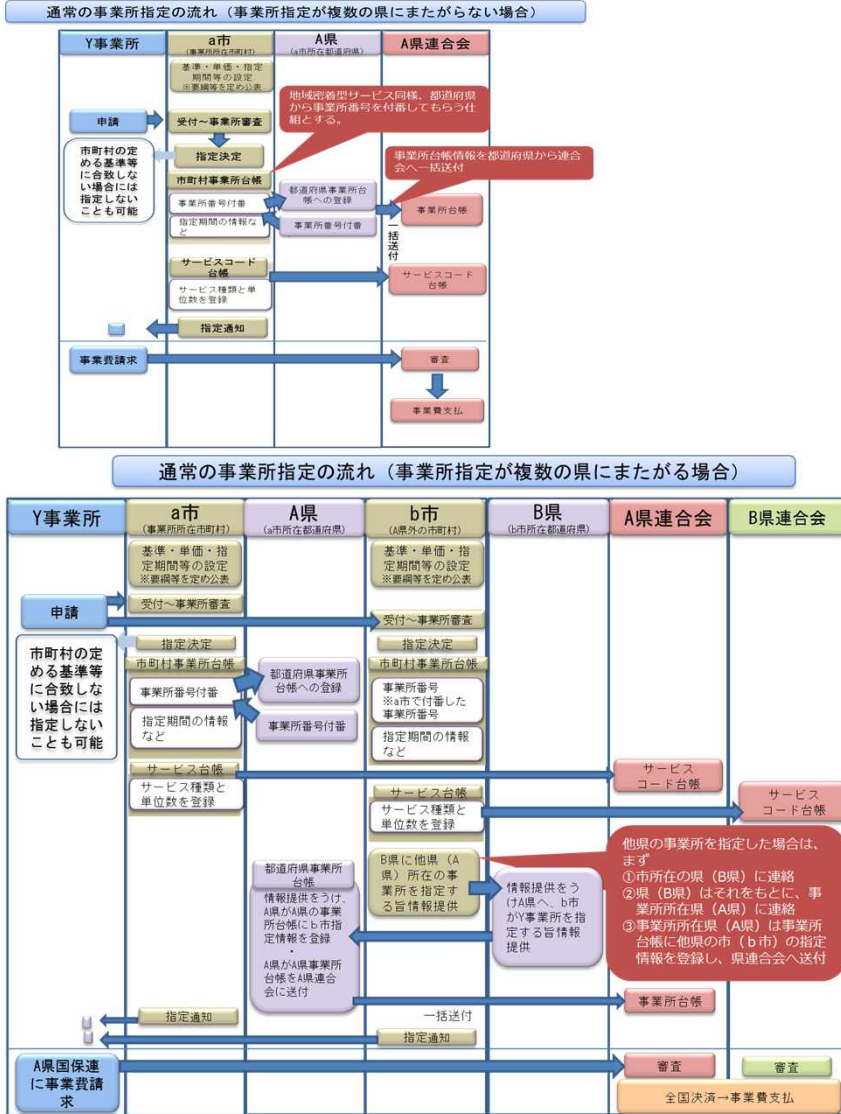 通常の事業所指定の流れ（事業所指定が複数の県にまたがらない場合）
Y事業所
a市
（事業所所在市町村）
A県
（a市所在都道府県）
A県連合会
基準・単価・指定
期間等の設定
※要綱等を定め公表
地域密着型サービス同様、都道府県
から事業所番号を付番してもらう仕
組とする。
申請
受付～事業所審査
市町村の定
める基準等
に合致しな
い場合には
指定しない
ことも可能
指定決定
事業所台帳情報を都道府県から連合
会へ一括送付
市町村事業所台帳
事業所番号付番
指定期間の情報な
ど
都道府県事業所台
帳への登録
事業所番号付番
事業所台帳
一括送付
サービスコード
台帳
サービス種類と単
位数を登録
サービスコード
台帳
指定通知
事業費請求
審査
事業費支払
通常の事業所指定の流れ（事業所指定が複数の県にまたがる場合）
Y事業所
a市
（事業所所在市町村）
A県
（a市所在都道府県）
b市
（A県外の市町村）
B県
（b市所在都道府県）
A県連合会
B県連合会
基準・単価・指
定期間等の設定
※要綱等を定め公表
基準・単価・指
定期間等の設定
※要綱等を定め公表
申請
受付～事業所審査
受付～事業所審査
市町村の定
める基準等
に合致しな
い場合には
指定しない
ことも可能
指定決定
指定決定
市町村事業所台帳
事業所番号付番
指定期間の情報
など
都道府県事業所
台帳への登録
事業所番号付番
市町村事業所台帳
事業所番号
※a市で付番した
事業所番号
指定期間の情報
など
サービス台帳
サービス種類と
単位数を登録
サービス
コード台帳
サービス台帳
サービス種類と
単位数を登録
サービス
コード台帳
都道府県事業所
台帳
情報提供をうけ、
A県がA県の事業
所台帳にb市指
定情報を登録
・
A県がA県事業所
台帳をA県連合
会に送付
B県に他県（A
県）所在の事
業所を指定す
る旨情報提供
情報提供をう
けA県へ、b市
がY事業所を指
定する旨情報
提供
他県の事業所を指定した場合は、
まず
①市所在の県（B県）に連絡
②県（B県）はそれをもとに、事
業所所在県（A県）に連絡
③事業所所在県（A県）は事業所
台帳に他県の市（b市）の指定
情報を登録し、県連合会へ送付
事業所台帳
指定通知
一括送付
指定通知
A県国保連
に事業費請
求
審査
審査
全国決済→事業費支払